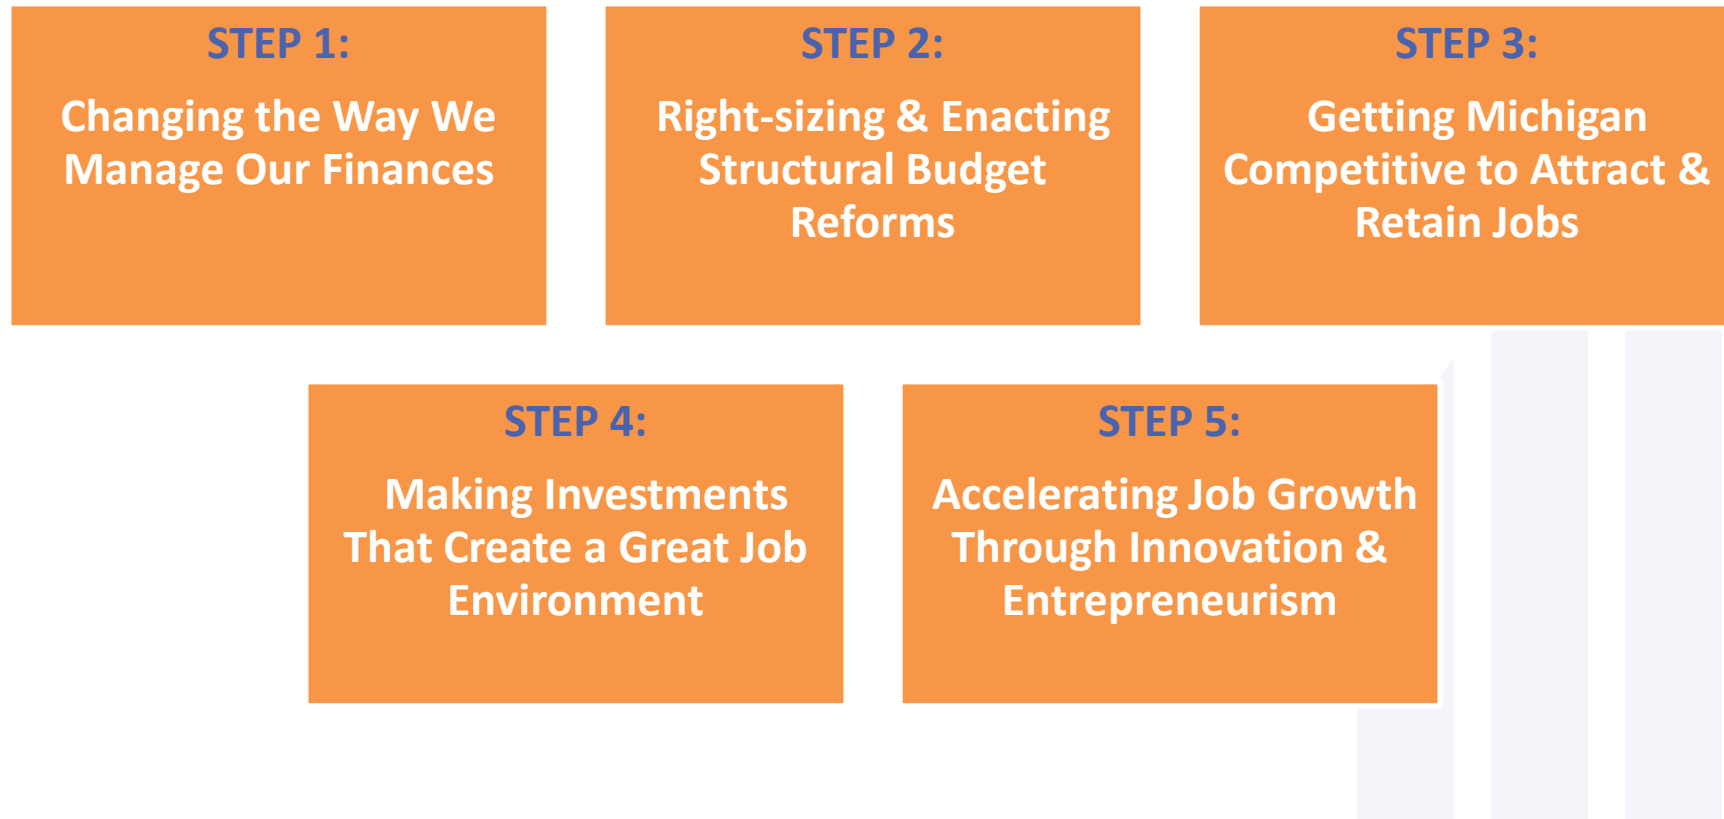 STEP 1:
Changing the Way We
Manage Our Finances
STEP 2:
Right-sizing & Enacting
Structural Budget
Reforms
STEP 3:
Getting Michigan
Competitive to Attract &
Retain Jobs
STEP 4:
Making Investments
That Create a Great Job
Environment
STEP 5:
Accelerating Job Growth
Through Innovation &
Entrepreneurism